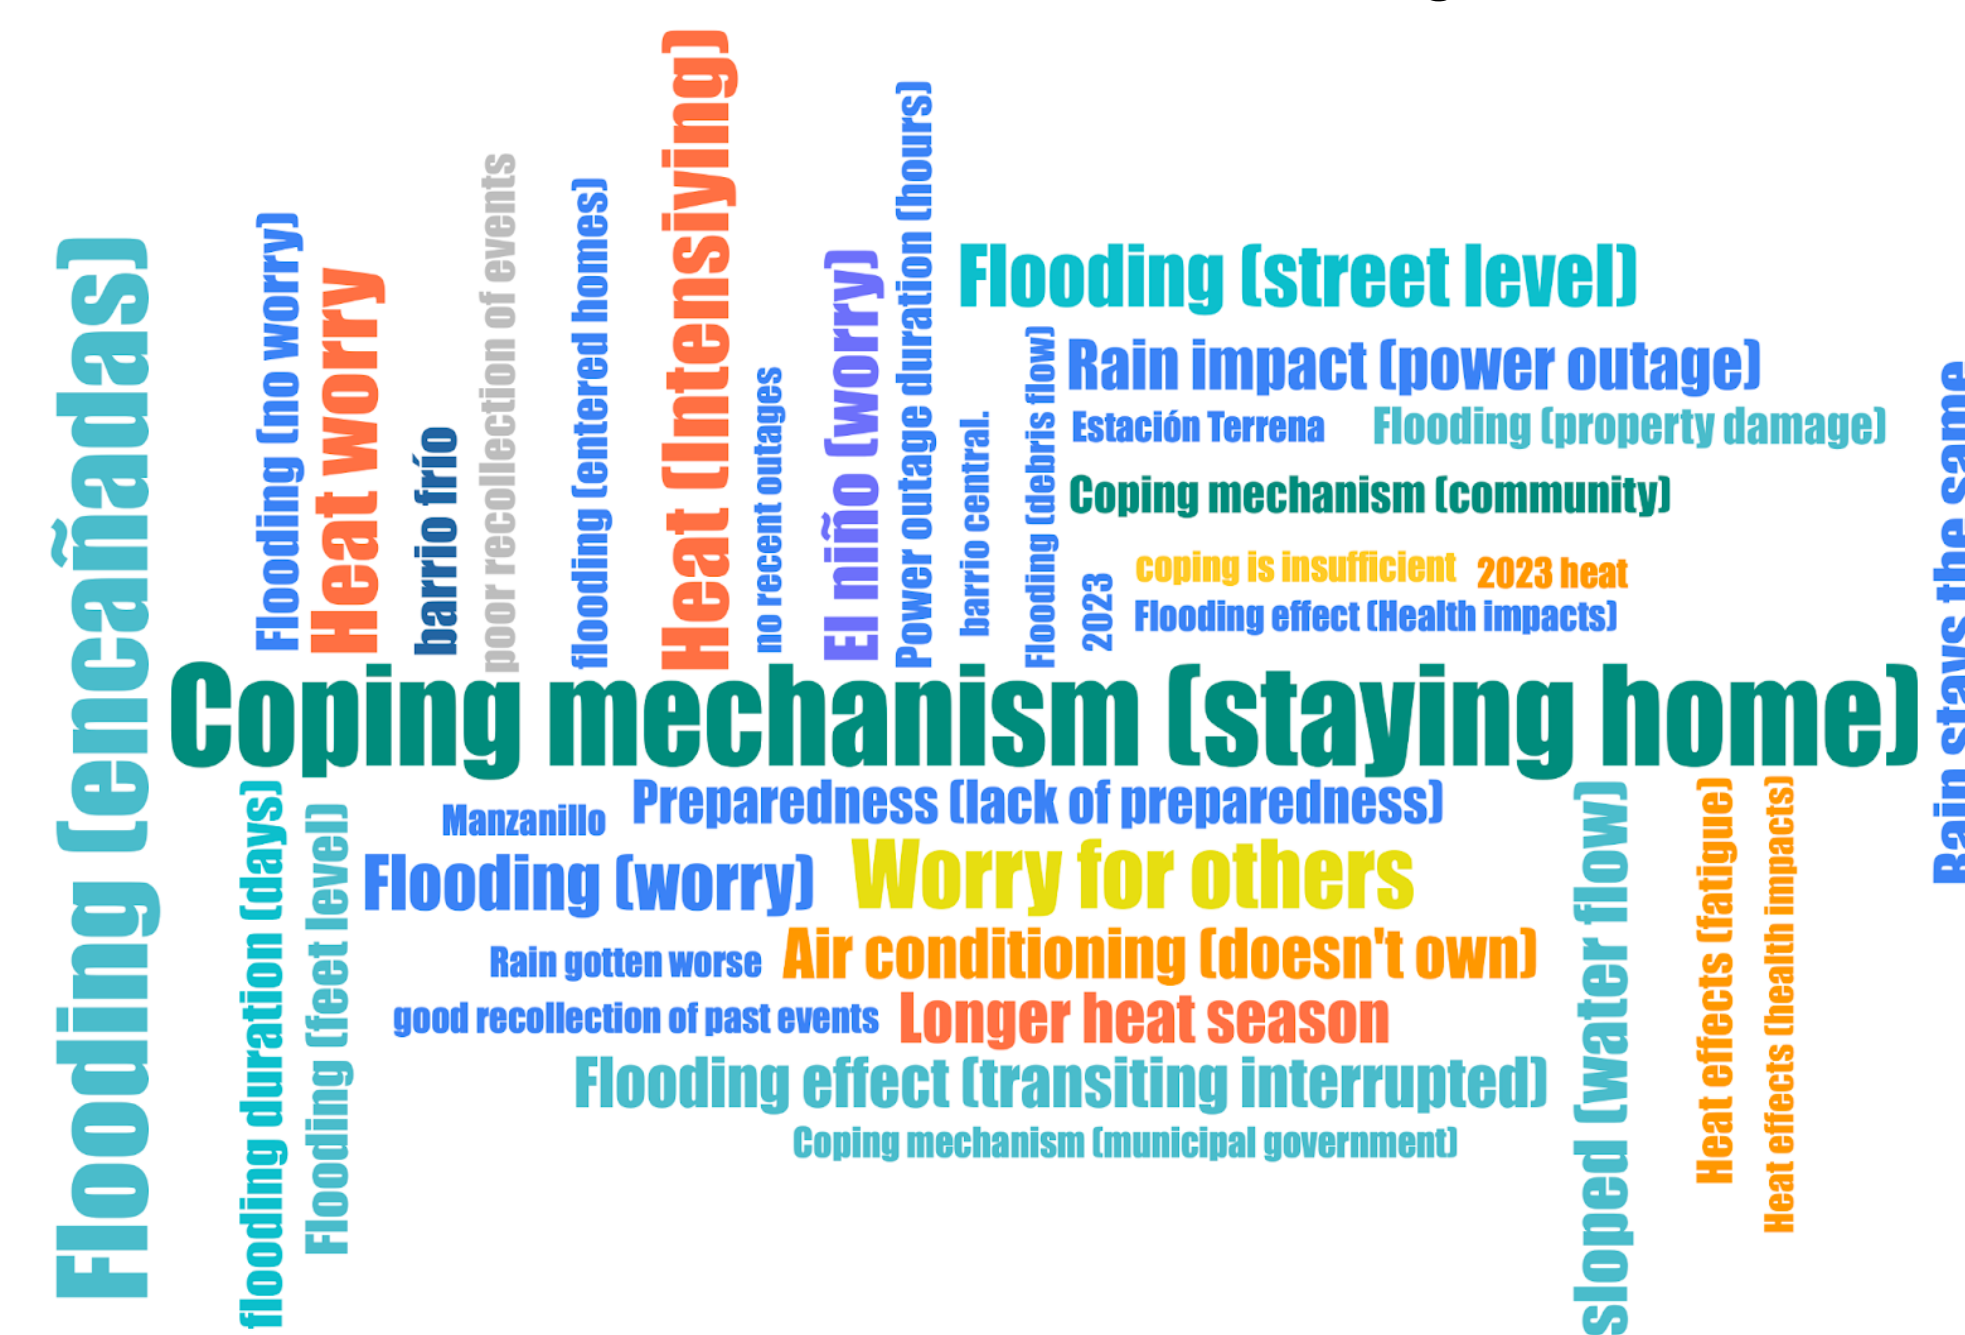 Flooding (encañadas)
Flooding (no worry)
Heat worry
barrio frío
poor recollection of events
flooding (entered homes)
Heat (Intensiying)
no recent outages
El niño (worry)
Power outage duration (hours)
barrio central.
Flooding (debris flow)
2023
Flooding (street level)
Rain impact (power outage)
Estación Terrena
Flooding (property damage)
Coping mechanism (community)
coping is insufficient
2023 heat
Flooding effect (Health impacts)
Rain stays the same
Coping mechanism (staying home)
flooding duration (days)
Flooding (feet level)
Manzanillo
Preparedness (lack of preparedness)
Flooding (worry)
Worry for others
Rain gotten worse
Air conditioning (doesn't own)
good recollection of past events
Longer heat season
Flooding effect (transiting interrupted)
Coping mechanism (municipal government)
sloped (water flow)
Heat effects (fatigue)
Heat effects (health impacts)